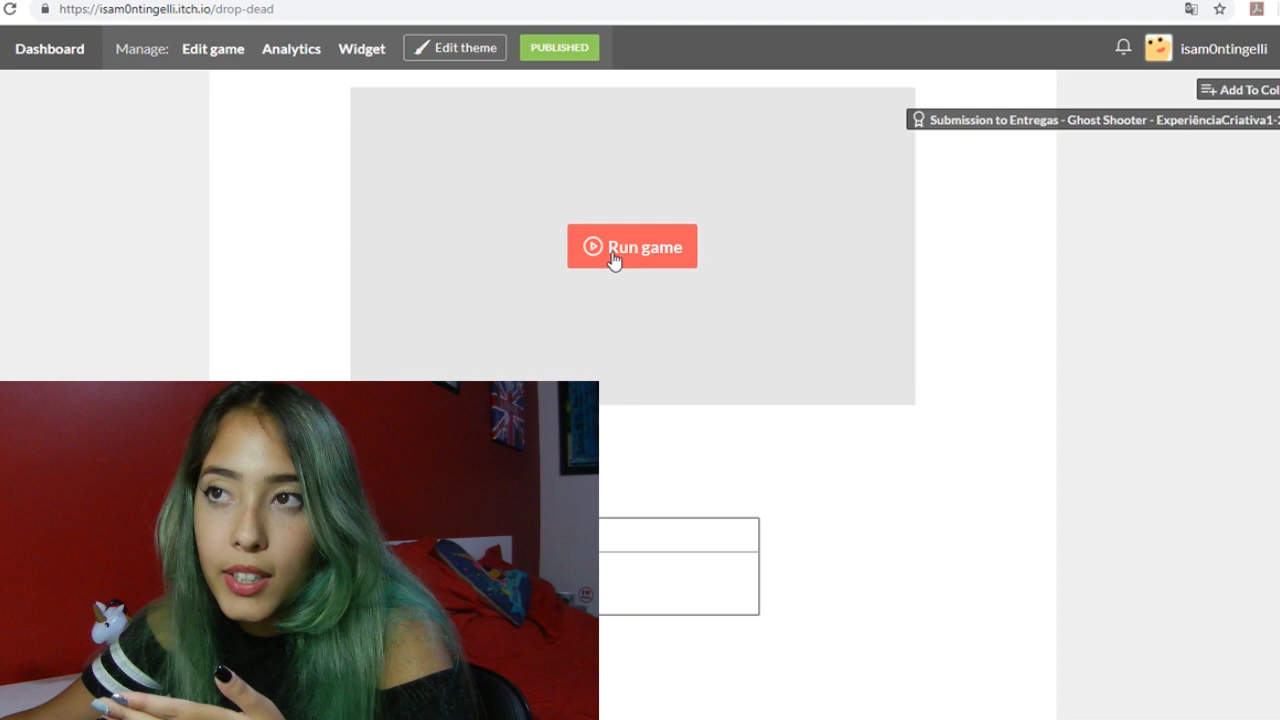 https://isam0ntingelli.itch.io/drop-dead
Dashboard Manage: Edit game Analytics Widget Edit theme PUBLISHED isam0ntingelli
Add To Col
Submission to Entregas - Ghost Shooter - ExperiênciaCriativa1-
Run game